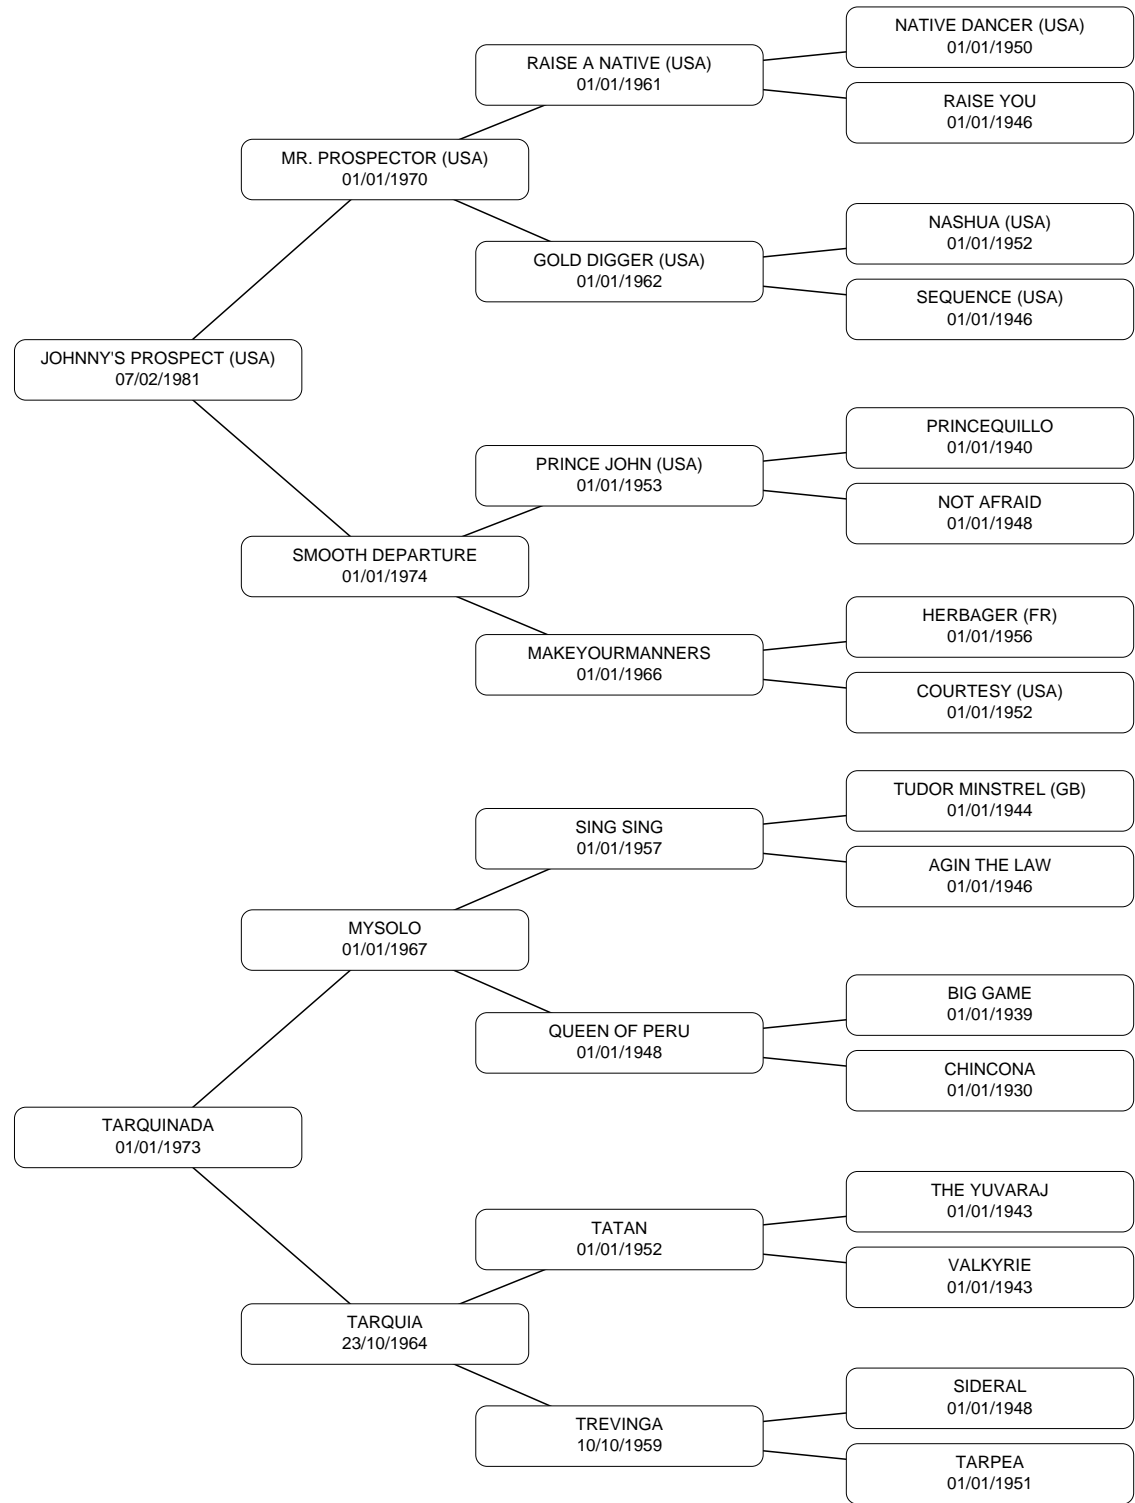 NATIVE DANCER (USA)
01/01/1950
RAISE A NATIVE (USA)
01/01/1961
RAISE YOU
01/01/1946
MR. PROSPECTOR (USA)
01/01/1970
NASHUA (USA)
01/01/1952
GOLD DIGGER (USA)
01/01/1962
SEQUENCE (USA)
01/01/1946
JOHNNY'S PROSPECT (USA)
07/02/1981
PRINCEQUILLO
01/01/1940
PRINCE JOHN (USA)
01/01/1953
NOT AFRAID
01/01/1948
SMOOTH DEPARTURE
01/01/1974
HERBAGER (FR)
01/01/1956
MAKEYOURMANNERS
01/01/1966
COURTESY (USA)
01/01/1952
TUDOR MINSTREL (GB)
01/01/1944
SING SING
01/01/1957
AGIN THE LAW
01/01/1946
MYSOLO
01/01/1967
BIG GAME
01/01/1939
QUEEN OF PERU
01/01/1948
CHINCONA
01/01/1930
TARQUINADA
01/01/1973
THE YUVARAJ
01/01/1943
TATAN
01/01/1952
VALKYRIE
01/01/1943
TARQUIA
23/10/1964
SIDERAL
01/01/1948
TREVINGA
10/10/1959
TARPEA
01/01/1951